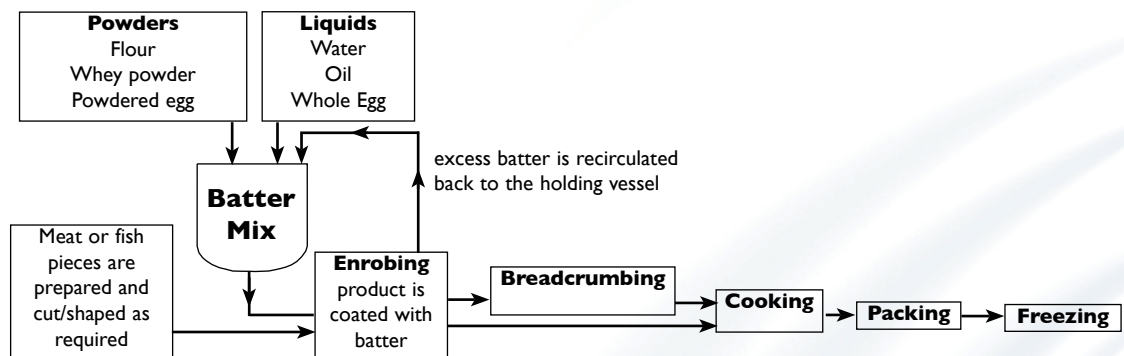 Powders
Flour
Whey powder
Powdered egg
Liquids
Water
Oil
Whole Egg
excess batter is recirculated
back to the holding vessel
Batter
Mix
Meat or fish
pieces are
prepared and
cut/shaped as
required
Enrobing
product is
coated with
batter
Breadcrumbing
Cooking
Packing
Freezing